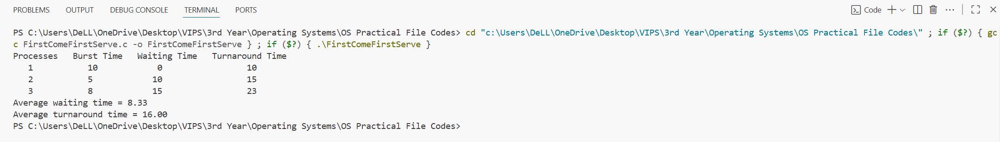 PROBLEMS OUTPUT DEBUG CONSOLE TERMINAL PORTS Code
PS C:\Users\DeLL\OneDrive\Desktop\VIPS\3rd Year\Operating Systems\OS Practical File Codes> cd "c:\Users\DeLL\OneDrive\Desktop\VIPS\3rd Year\Operating Systems\OS Practical File Codes\" ; if ($?) { gc
c FirstComeFirstServe.c -o FirstComeFirstServe } ; if ($?) { .\FirstComeFirstServe }
Processes   Burst Time   Waiting Time   Turnaround Time
   1           10            0                 10
   2           5            10                 15
   3           8            15                 23
Average waiting time = 8.33
Average turnaround time = 16.00
PS C:\Users\DeLL\OneDrive\Desktop\VIPS\3rd Year\Operating Systems\OS Practical File Codes>